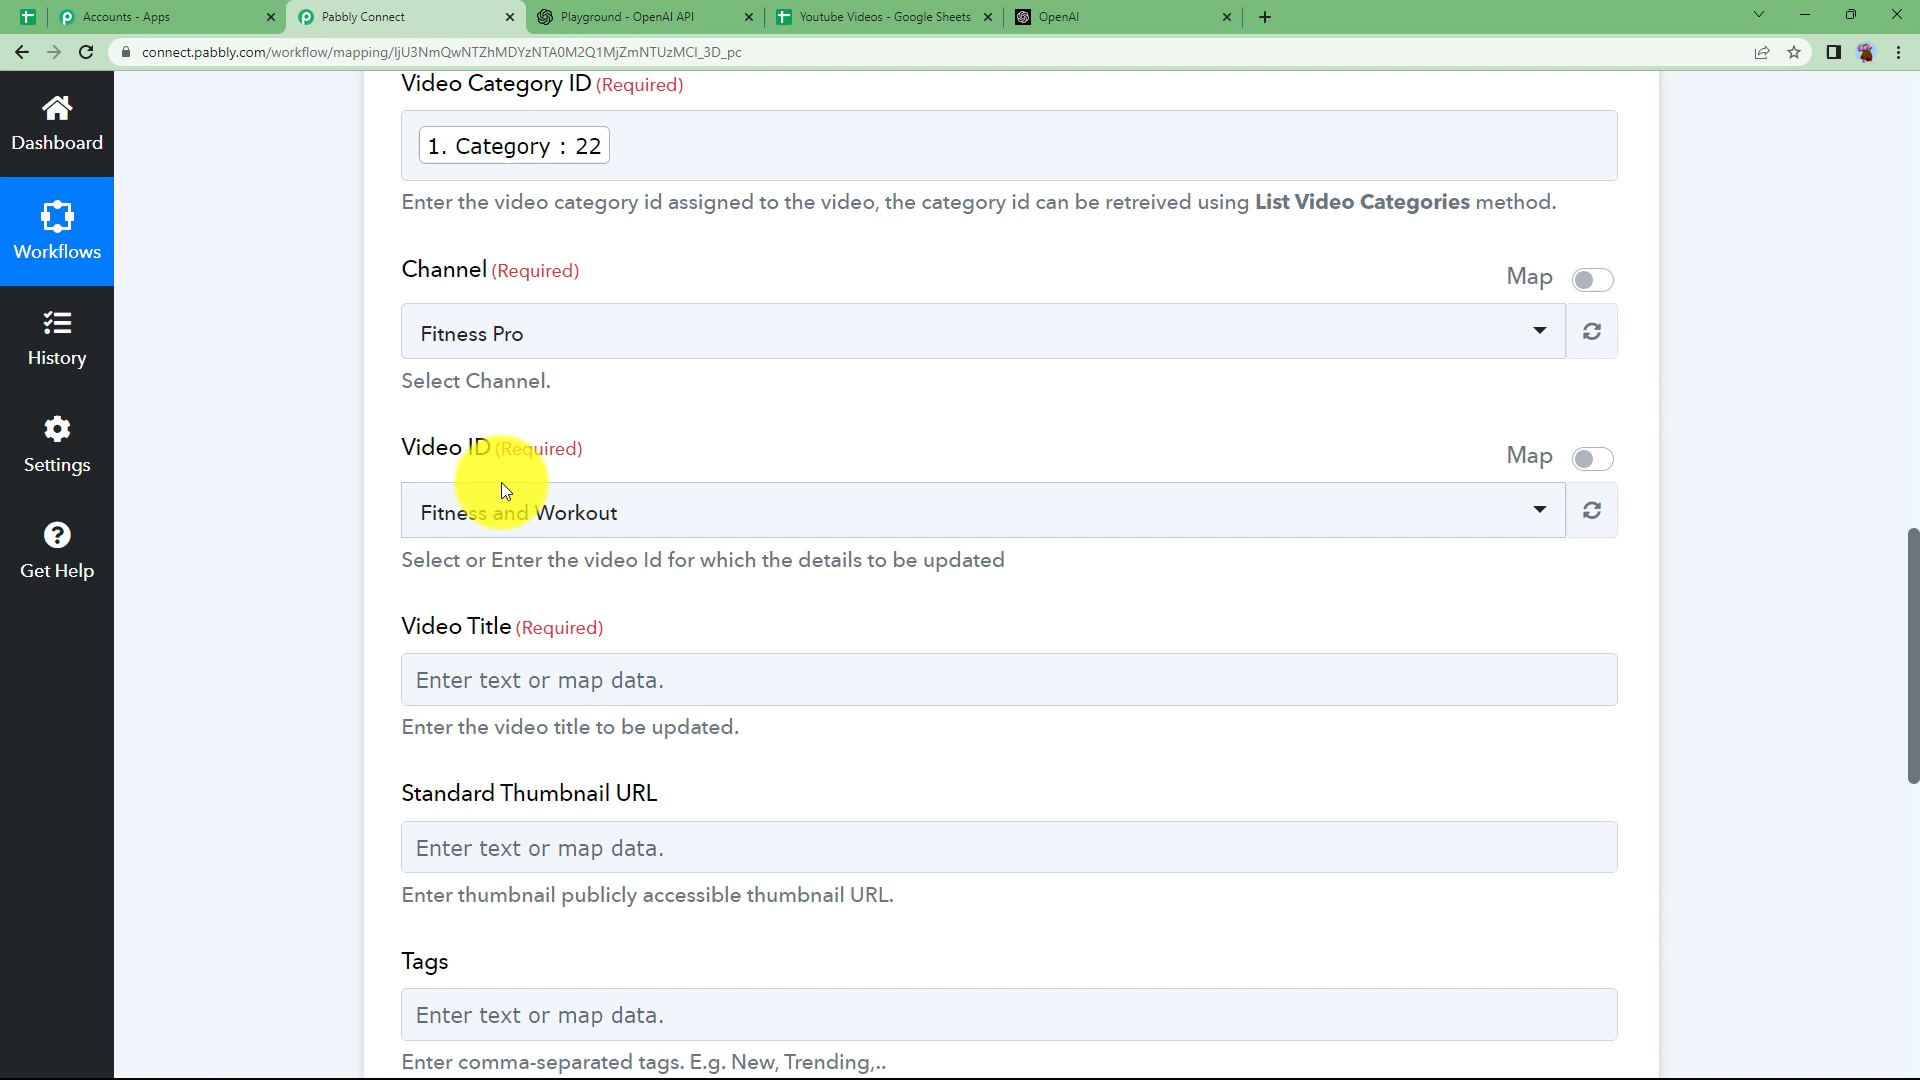 Accounts - Apps
Pabbly Connect
Playground - OpenAI API
Youtube Videos - Google Sheets
OpenAI
connect.pabbly.com/workflow/mapping/IjU3NmQwNTZhMDYzNTA0M2Q1MjZmNTUzMCI_3D_pc
Dashboard
Workflows
History
Settings
Get Help
Video Category ID (Required)
1. Category : 22
Enter the video category id assigned to the video, the category id can be retreived using List Video Categories method.
Channel (Required)
Map
Fitness Pro
Select Channel.
Video ID (Required)
Map
Fitness and Workout
Select or Enter the video Id for which the details to be updated
Video Title (Required)
Enter text or map data.
Enter the video title to be updated.
Standard Thumbnail URL
Enter text or map data.
Enter thumbnail publicly accessible thumbnail URL.
Tags
Enter text or map data.
Enter comma-separated tags. E.g. New, Trending,..